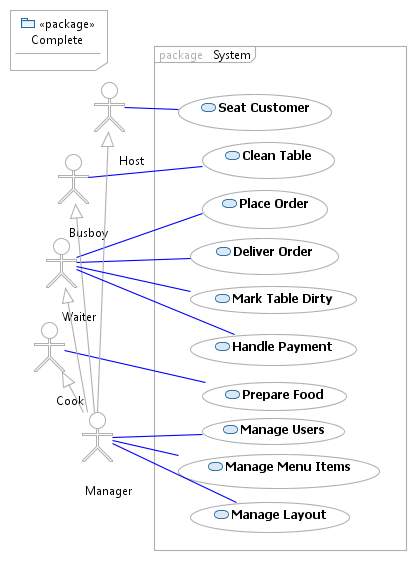 «package»
Complete
package System
Seat Customer
Host
Clean Table
Place Order
Busboy
Deliver Order
Mark Table Dirty
Waiter
Handle Payment
Prepare Food
Cook
Manage Users
Manage Menu Items
Manager
Manage Layout